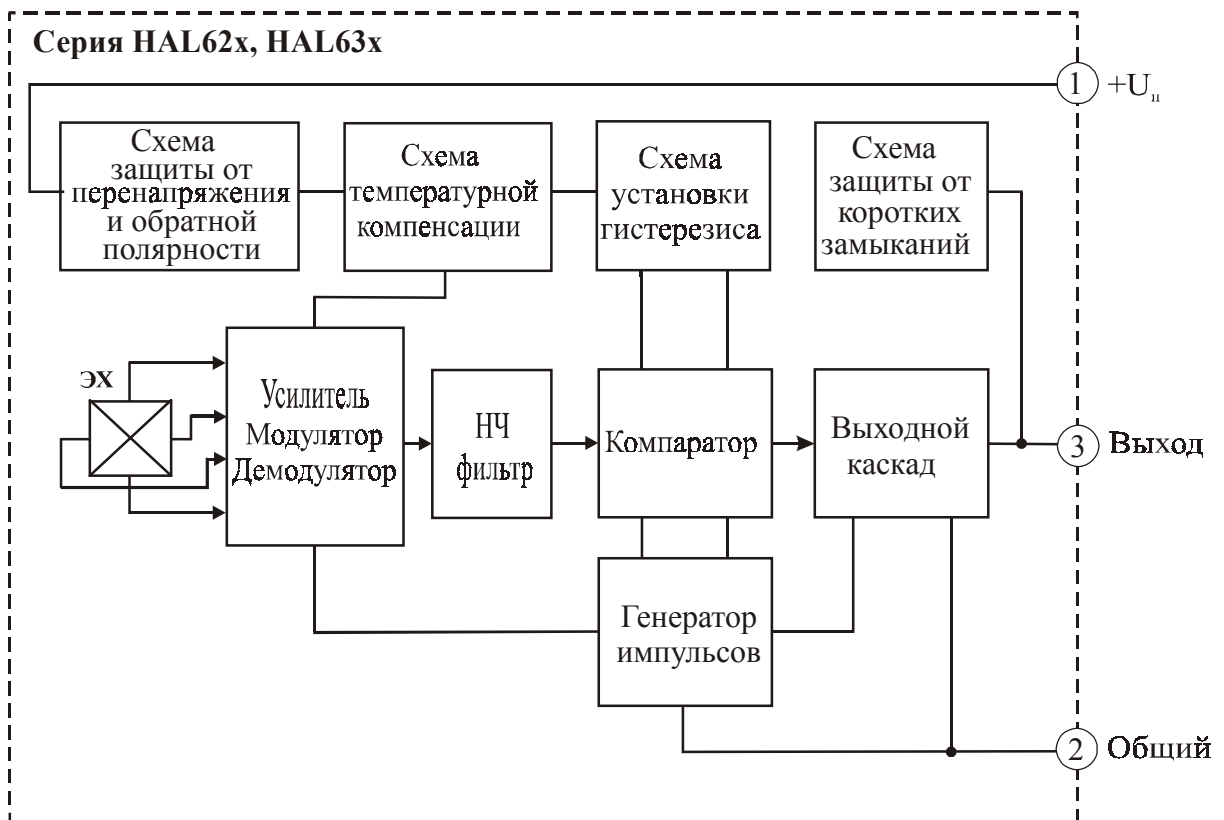 Серия HAL62x, HAL63x
1
+Uп
Схема
защиты от
перенапряжения
и обратной
полярности
Схема
температурной
компенсации
Схема
установки
гистерезиса
Схема
защиты от
коротких
замыканий
ЭХ
Усилитель
Модулятор
Демодулятор
НЧ
фильтр
Компаратор
Выходной
каскад
3
Выход
Генератор
импульсов
2
Общий